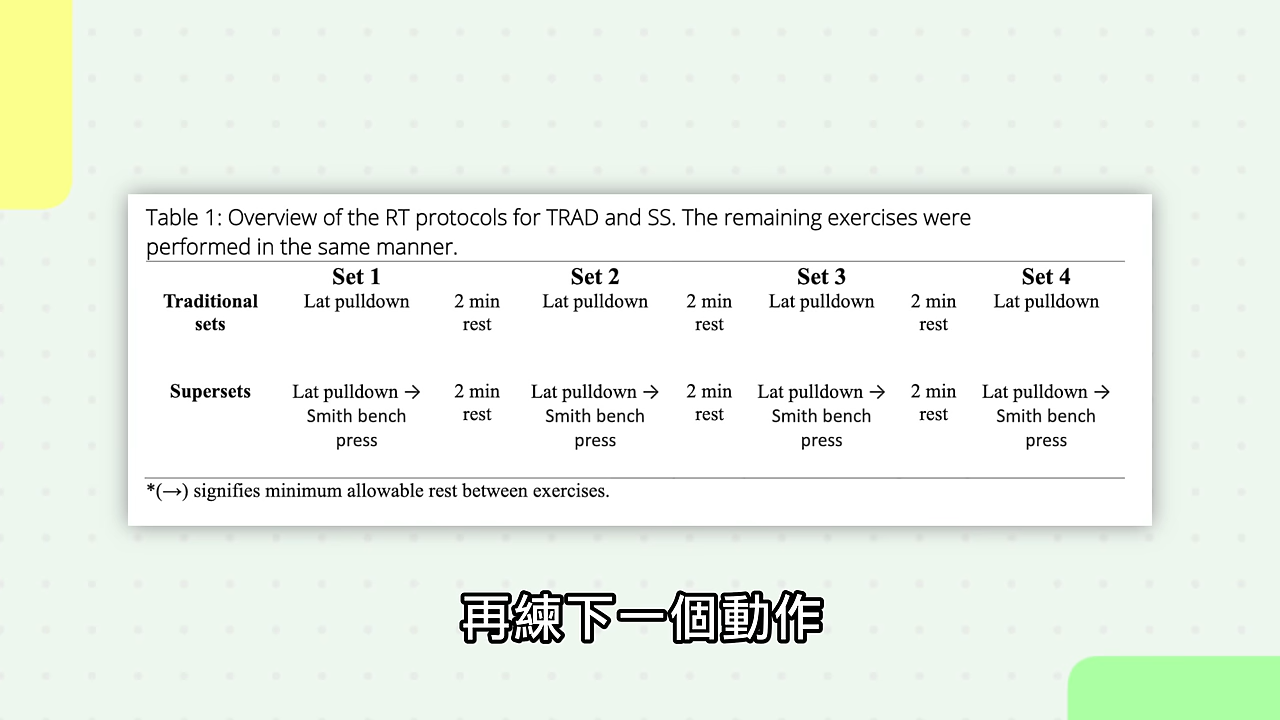 Table 1: Overview of the RT protocols for TRAD and SS. The remaining exercises were
performed in the same manner.
Set 1 Set 2 Set 3 Set 4
Traditional Lat pulldown 2 min Lat pulldown 2 min Lat pulldown 2 min Lat pulldown
sets rest rest rest
Supersets Lat pulldown → 2 min Lat pulldown → 2 min Lat pulldown → 2 min Lat pulldown →
Smith bench rest Smith bench rest Smith bench rest Smith bench
press press press press
*(→) signifies minimum allowable rest between exercises.
再練下一個動作